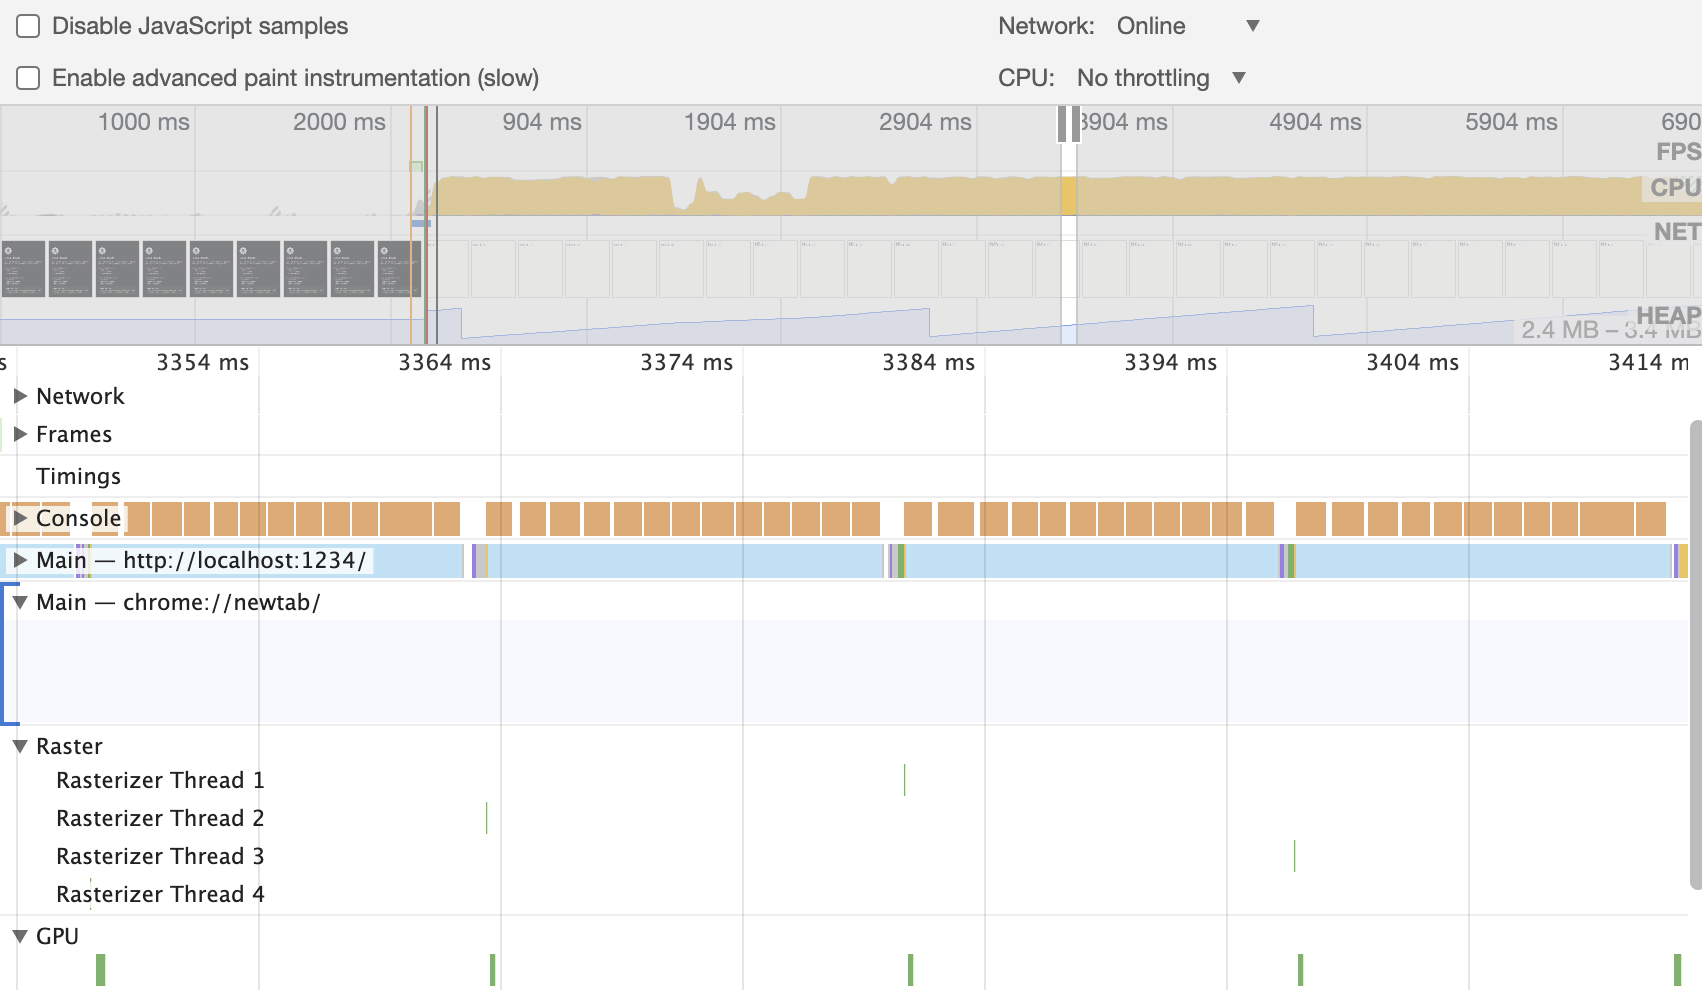 Disable JavaScript samples Network: Online
Enable advanced paint instrumentation (slow) CPU: No throttling
1000 ms 2000 ms 904 ms 1904 ms 2904 ms 3904 ms 4904 ms 5904 ms 690
FPS
CPU
NET
HEAP
2.4 MB – 3.4 MB
s 3354 ms 3364 ms 3374 ms 3384 ms 3394 ms 3404 ms 3414 m
Network
Frames
Timings
Console
Main — http://localhost:1234/
Main — chrome://newtab/
Raster
Rasterizer Thread 1
Rasterizer Thread 2
Rasterizer Thread 3
Rasterizer Thread 4
GPU